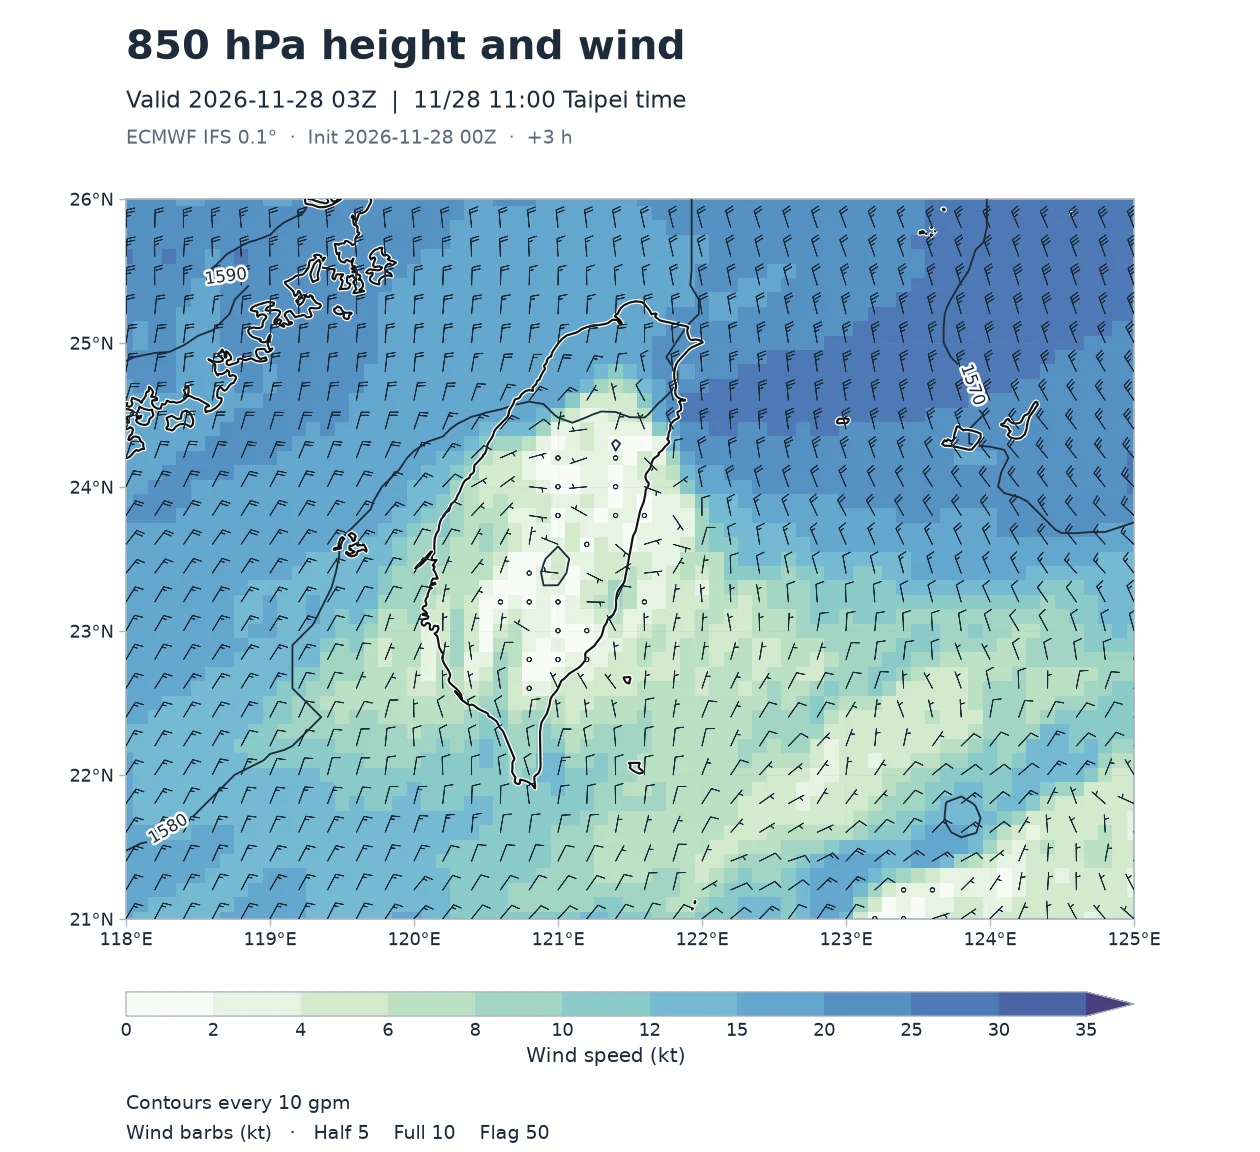 850 hPa height and wind
Valid 2026-11-28 03Z | 11/28 11:00 Taipei time
ECMWF IFS 0.1° · Init 2026-11-28 00Z · +3 h
26°N
25°N
24°N
23°N
22°N
21°N
1590
1570
1580
118°E 119°E 120°E 121°E 122°E 123°E 124°E 125°E
0 2 4 6 8 10 12 15 20 25 30 35
Wind speed (kt)
Contours every 10 gpm
Wind barbs (kt) · Half 5 Full 10 Flag 50